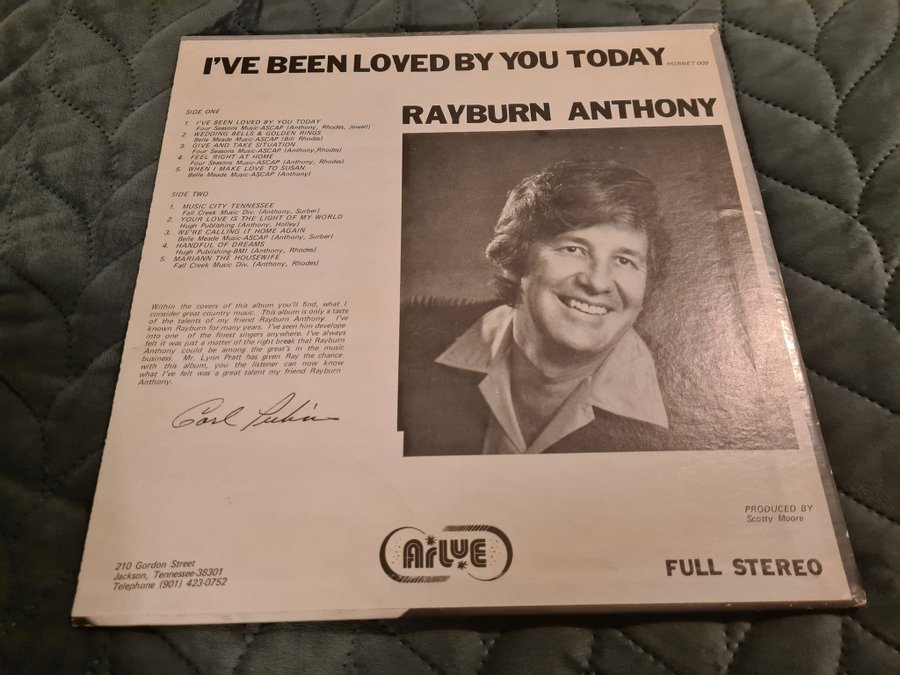 I'VE BEEN LOVED BY YOU TODAY HORNET-009
RAYBURN ANTHONY
SIDE ONE
1. I'VE BEEN LOVED BY YOU TODAY
Four Seasons Music-ASCAP (Anthony, Rhodes, Jewell)
2. WEDDING BELLS & GOLDEN RINGS
Belle Meade Music-ASCAP (Bill Rhodes)
3. GIVE AND TAKE SITUATION
Four Seasons Music-ASCAP (Anthony,Rhodes)
4. FEEL RIGHT AT HOME
Four Seasons Music-ASCAP (Anthony, Rhodes)
5. WHEN I MAKE LOVE TO SUSAN
Belle Meade Music-ASCAP (Anthony)
SIDE TWO
1. MUSIC CITY TENNESSEE
Fall Creek Music Div. (Anthony, Surber)
2. YOUR LOVE IS THE LIGHT OF MY WORLD
Hugh Publishing (Anthony, Holley)
3. WE'RE CALLING IT HOME AGAIN
Belle Meade Music-ASCAP (Anthony, Surber)
4. HANDFUL OF DREAMS
Hugh Publishing-BMI (Anthony, Rhodes)
5. MARIANN THE HOUSEWIFE
Fall Creek Music Div. (Anthony, Rhodes)
Within the covers of this album you'll find, what I
consider great country music. This album is only a taste
of the talents of my friend Rayburn Anthony. I've
known Rayburn for many years. I've seen him develope
into one of the finest singers anywhere. I've always
felt it was just a matter of the right break that Rayburn
Anthony could be among the great's in the music
business. Mr. Lynn Pratt has given Ray the chance
with this album, you the listener can now know
what I've felt was a great talent my friend Rayburn
Anthony.
Carl Perkins
PRODUCED BY
Scotty Moore
210 Gordon Street
Jackson, Tennessee-38301
Telephone (901) 423-0752
ArLUE
FULL STEREO